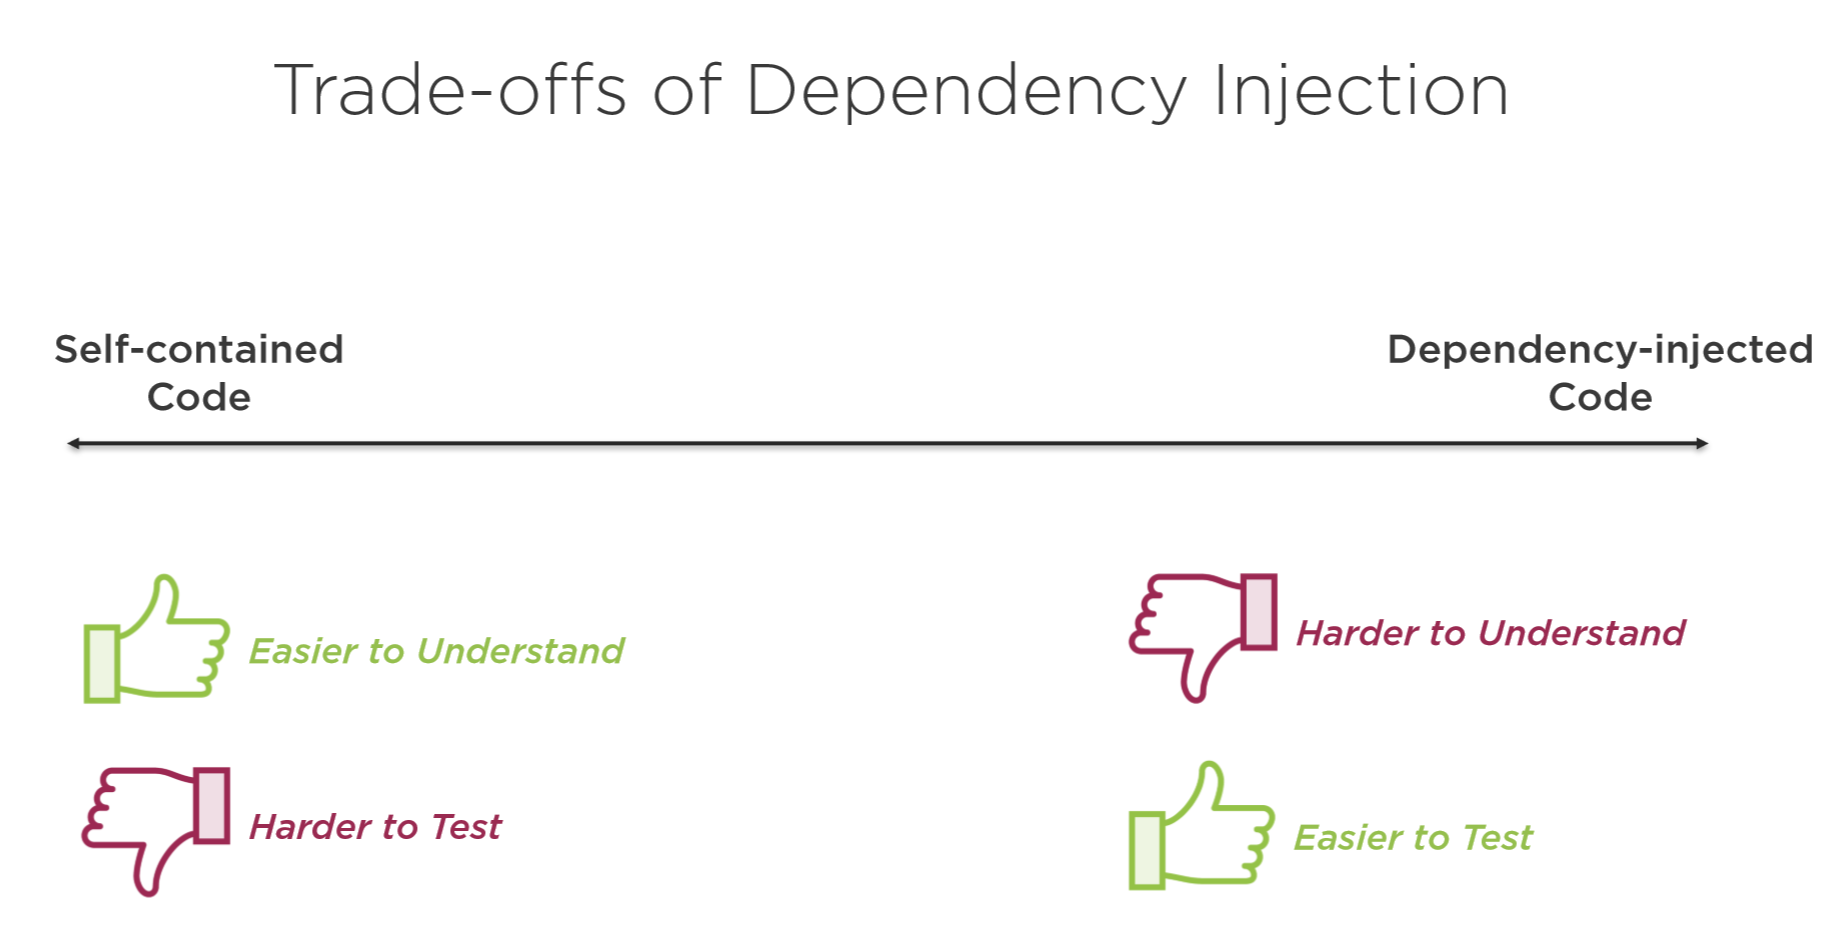 Trade-offs of Dependency Injection
Self-contained
Code
Dependency-injected
Code
Easier to Understand
Harder to Test
Harder to Understand
Easier to Test